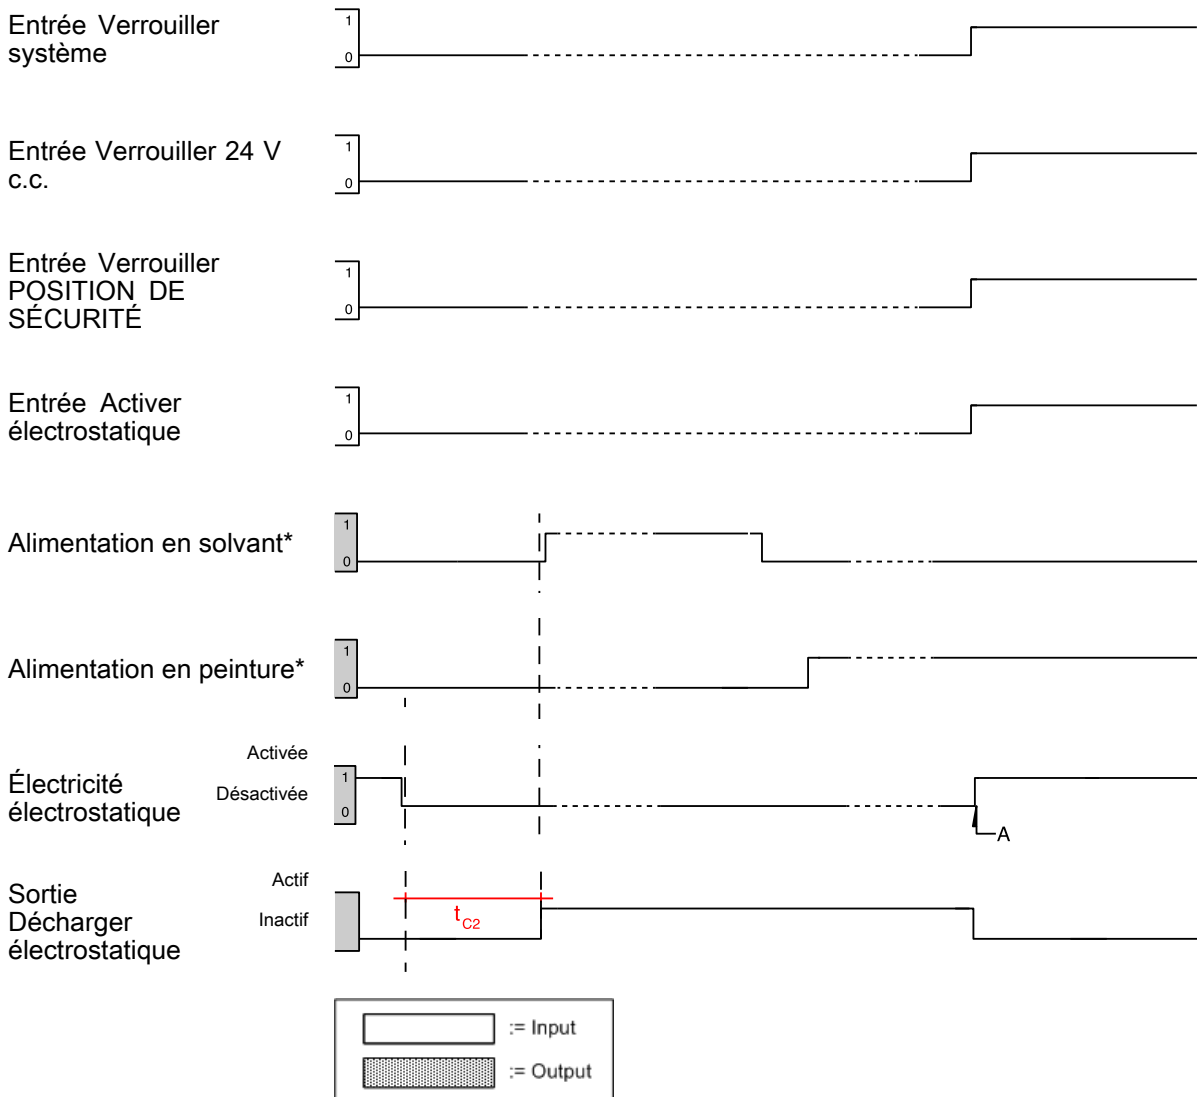 Entrée Verrouiller
système
1
0
Entrée Verrouiller 24 V
c.c.
1
0
Entrée Verrouiller
POSITION DE
SÉCURITÉ
1
0
Entrée Activer
électrostatique
1
0
Alimentation en solvant*
1
0
Alimentation en peinture*
1
0
Électricité
électrostatique
Activée
Désactivée
1
0
A
Sortie
Décharger
électrostatique
Actif
Inactif
tC2
:= Input
:= Output